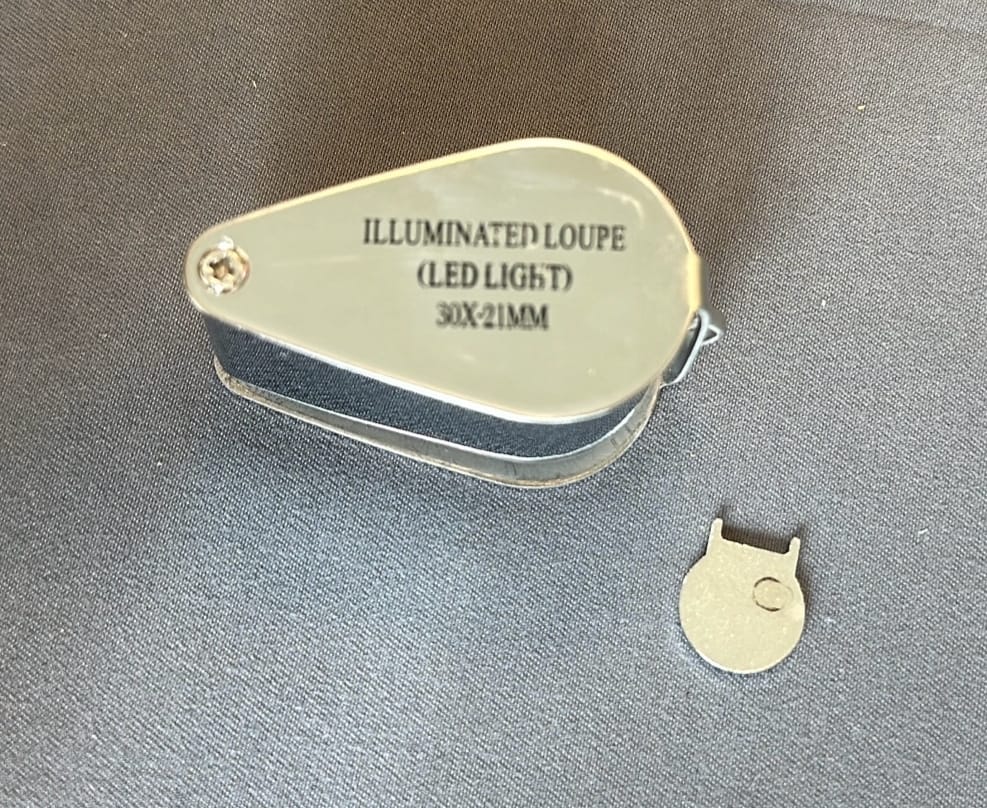 ILLUMINATED LOUPE
(LED LIGHT)
30X-21MM